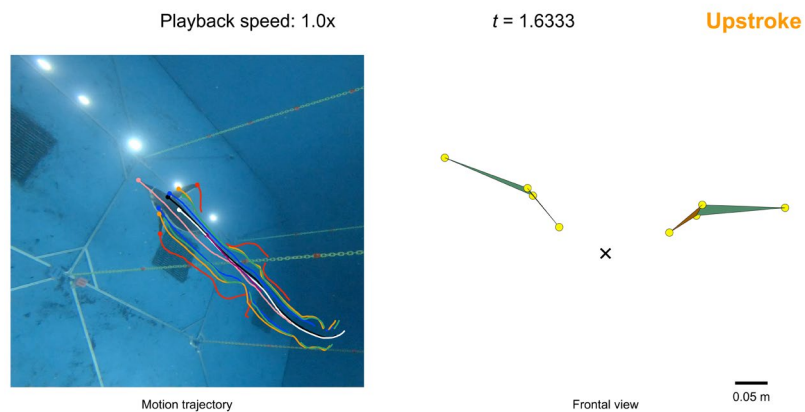 Playback speed: 1.0x
t = 1.6333
Upstroke
Motion trajectory
Frontal view
0.05 m